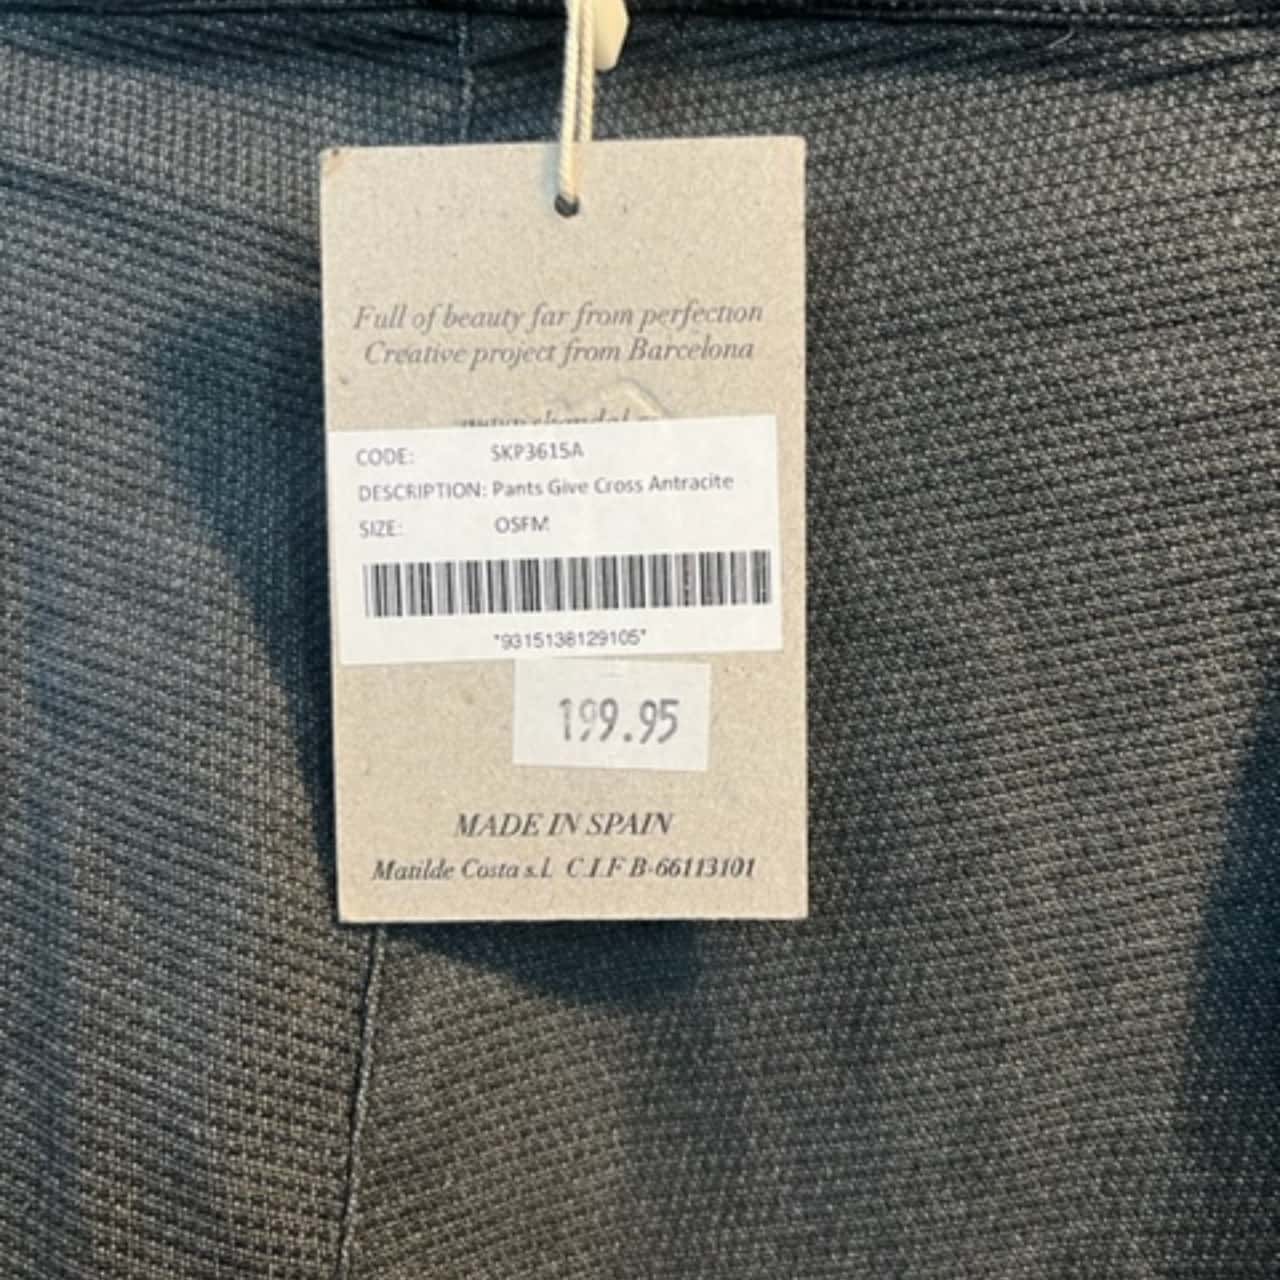 Full of beauty far from perfection
Creative project from Barcelona
CODE: SKP3615A
DESCRIPTION: Pants Give Cross Antracite
SIZE: OSFM
*9315138129105*
199.95
MADE IN SPAIN
Matilde Costa s.l. C.I.F B-66113101